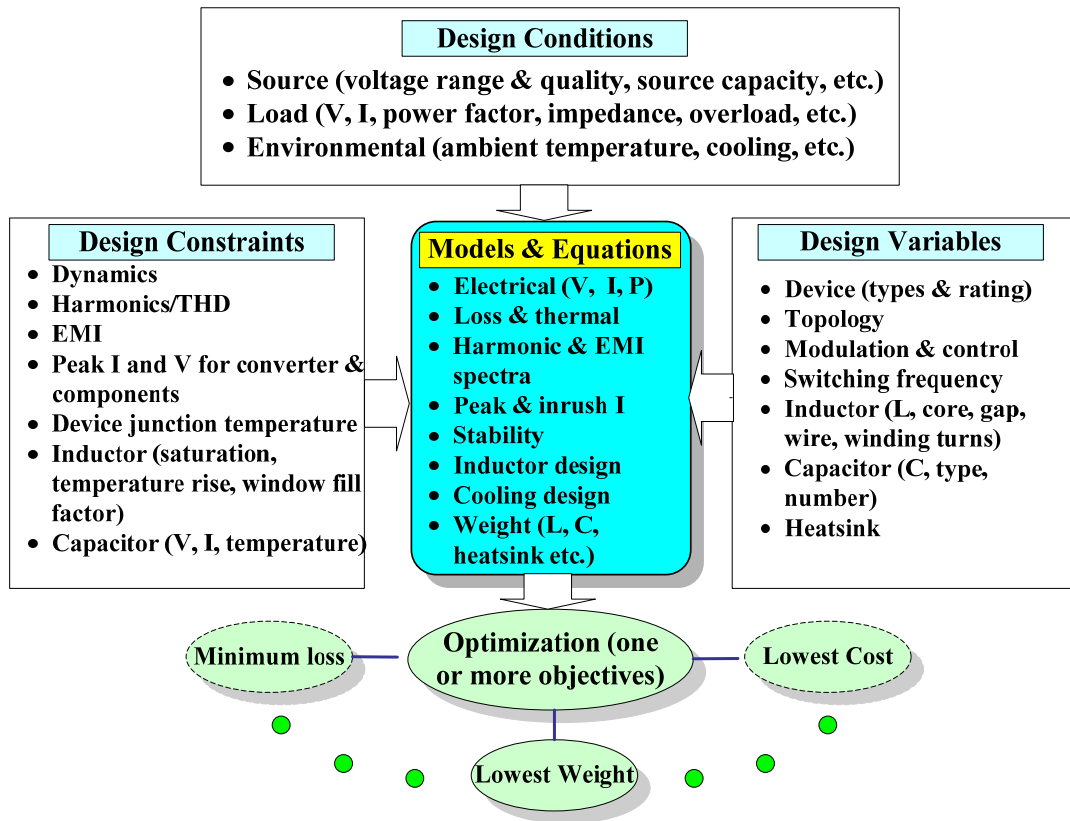 Design Conditions
• Source (voltage range & quality, source capacity, etc.)
• Load (V, I, power factor, impedance, overload, etc.)
• Environmental (ambient temperature, cooling, etc.)
Design Constraints
• Dynamics
• Harmonics/THD
• EMI
• Peak I and V for converter &
components
• Device junction temperature
• Inductor (saturation,
temperature rise, window fill
factor)
• Capacitor (V, I, temperature)
Models & Equations
• Electrical (V, I, P)
• Loss & thermal
• Harmonic & EMI
spectra
• Peak & inrush I
• Stability
• Inductor design
• Cooling design
• Weight (L, C,
heatsink etc.)
Design Variables
• Device (types & rating)
• Topology
• Modulation & control
• Switching frequency
• Inductor (L, core, gap,
wire, winding turns)
• Capacitor (C, type,
number)
• Heatsink
Minimum loss
Optimization (one
or more objectives)
Lowest Cost
Lowest Weight